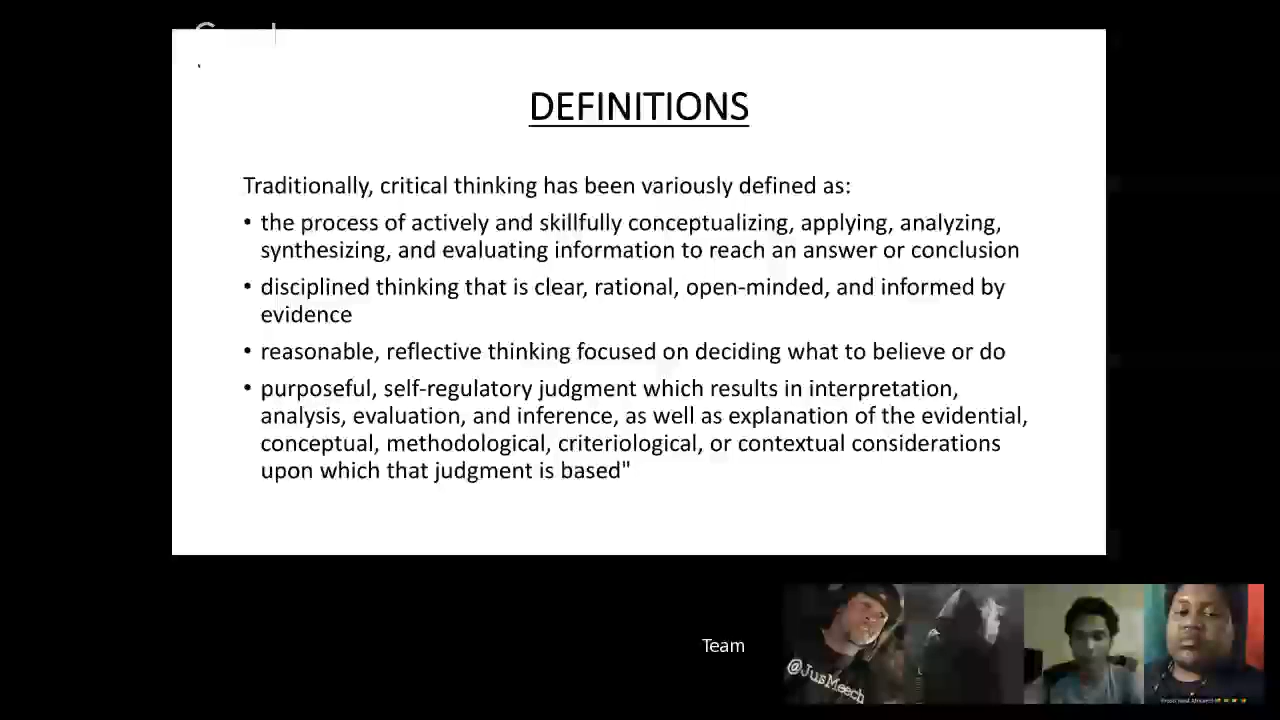 DEFINITIONS
Traditionally, critical thinking has been variously defined as:
• the process of actively and skillfully conceptualizing, applying, analyzing,
synthesizing, and evaluating information to reach an answer or conclusion
• disciplined thinking that is clear, rational, open-minded, and informed by
evidence
• reasonable, reflective thinking focused on deciding what to believe or do
• purposeful, self-regulatory judgment which results in interpretation,
analysis, evaluation, and inference, as well as explanation of the evidential,
conceptual, methodological, criteriological, or contextual considerations
upon which that judgment is based"
Team
@JusMeech